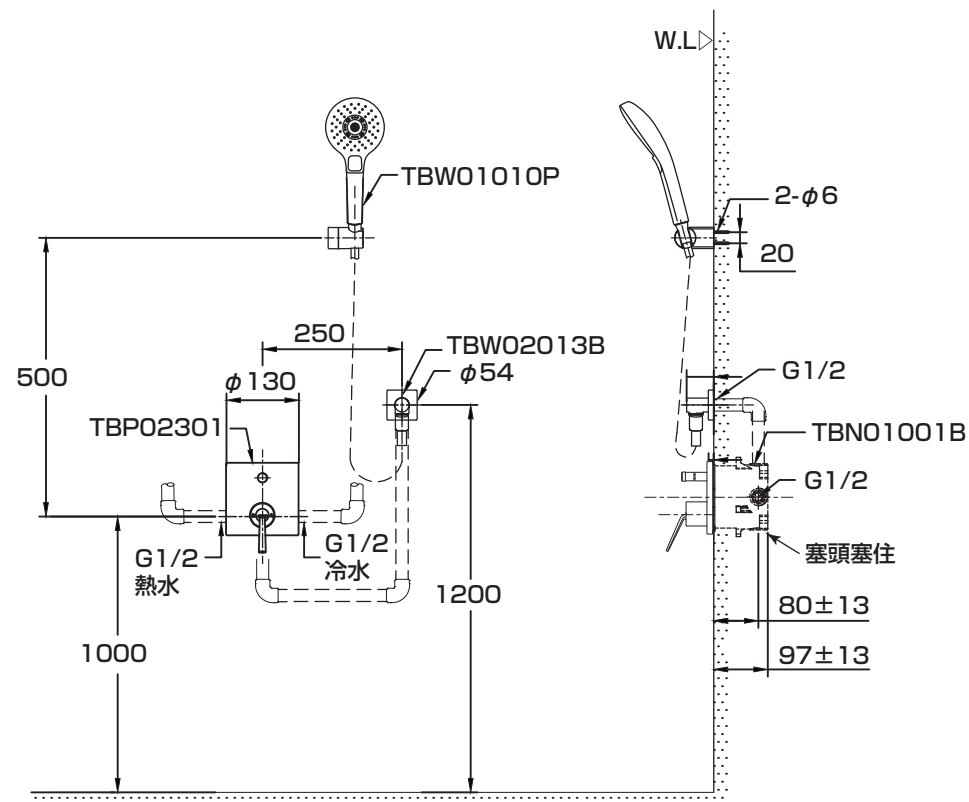 W.L
TBW01010P
2-φ6
20
250
TBW02013B
φ54
500
φ130
G1/2
TBP02301
TBN01001B
G1/2
G1/2
熱水
G1/2
冷水
塞頭塞住
1200
80±13
1000
97±13